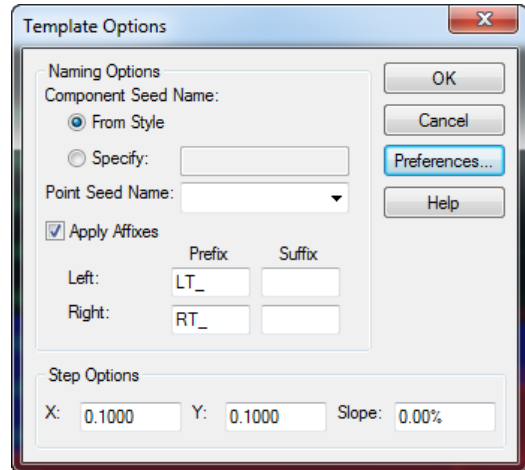 Template Options
Naming Options
OK
Component Seed Name:
From Style
Cancel
Specify:
Preferences...
Point Seed Name:
Help
Apply Affixes
Prefix Suffix
Left: LT_
Right: RT_
Step Options
X: 0.1000 Y: 0.1000 Slope: 0.00%